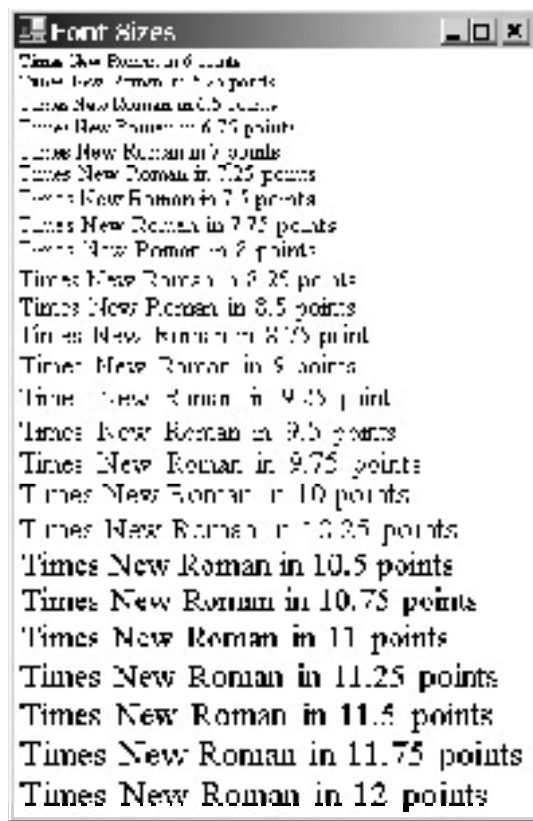 Font Sizes
Times New Roman in 6 points
Times New Roman in 6.25 points
Times New Roman in 6.5 points
Times New Roman in 6.75 points
Times New Roman in 7 points
Times New Roman in 7.25 points
Times New Roman in 7.5 points
Times New Roman in 7.75 points
Times New Roman in 8 points
Times New Roman in 8.25 points
Times New Roman in 8.5 points
Times New Roman in 8.75 points
Times New Roman in 9 points
Times New Roman in 9.25 points
Times New Roman in 9.5 points
Times New Roman in 9.75 points
Times New Roman in 10 points
Times New Roman in 10.25 points
Times New Roman in 10.5 points
Times New Roman in 10.75 points
Times New Roman in 11 points
Times New Roman in 11.25 points
Times New Roman in 11.5 points
Times New Roman in 11.75 points
Times New Roman in 12 points